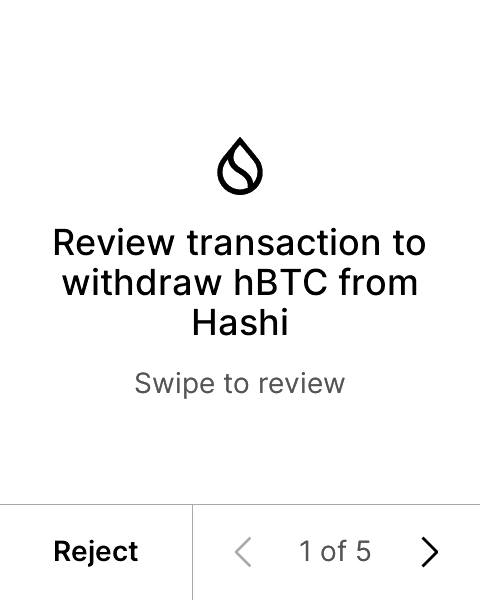 Review transaction to
withdraw hBTC from
Hashi
Swipe to review
Reject
1 of 5